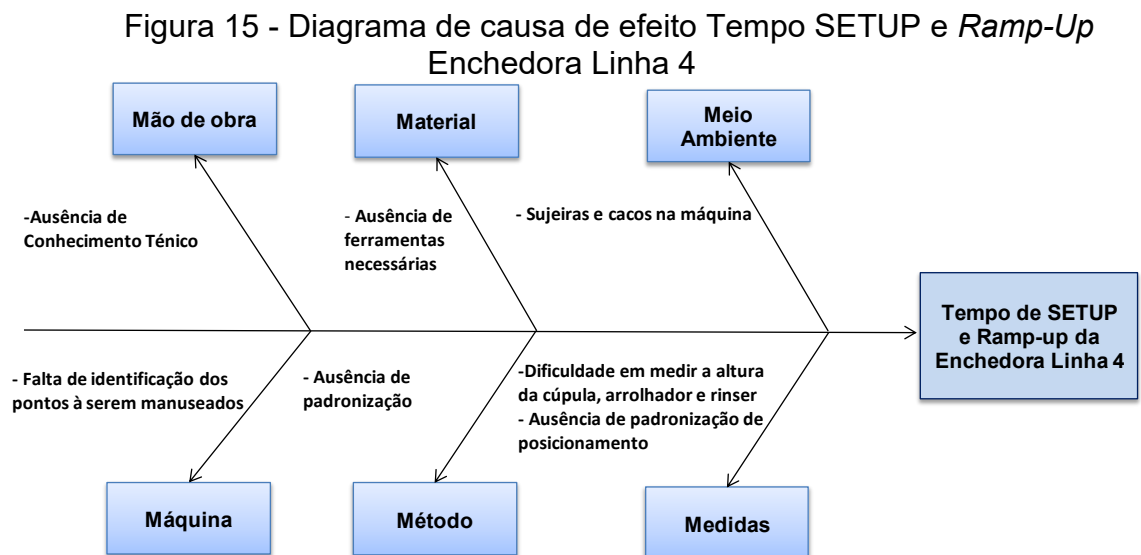 Figura 15 - Diagrama de causa de efeito Tempo SETUP e Ramp-Up
Enchedora Linha 4
Mão de obra
Material
Meio
Ambiente
-Ausência de
Conhecimento Ténico
- Ausência de
ferramentas
necessárias
- Sujeiras e cacos na máquina
Tempo de SETUP
e Ramp-up da
Enchedora Linha 4
- Falta de identificação dos
pontos à serem manuseados
- Ausência de
padronização
-Dificuldade em medir a altura
da cúpula, arrolhador e rinser
- Ausência de padronização de
posicionamento
Máquina
Método
Medidas